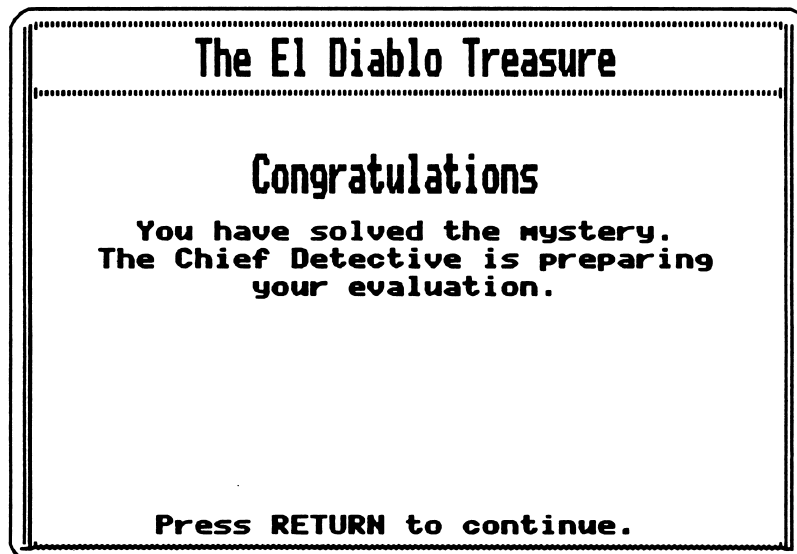 The El Diablo Treasure
Congratulations
You have solved the mystery.
The Chief Detective is preparing
your evaluation.
Press RETURN to continue.